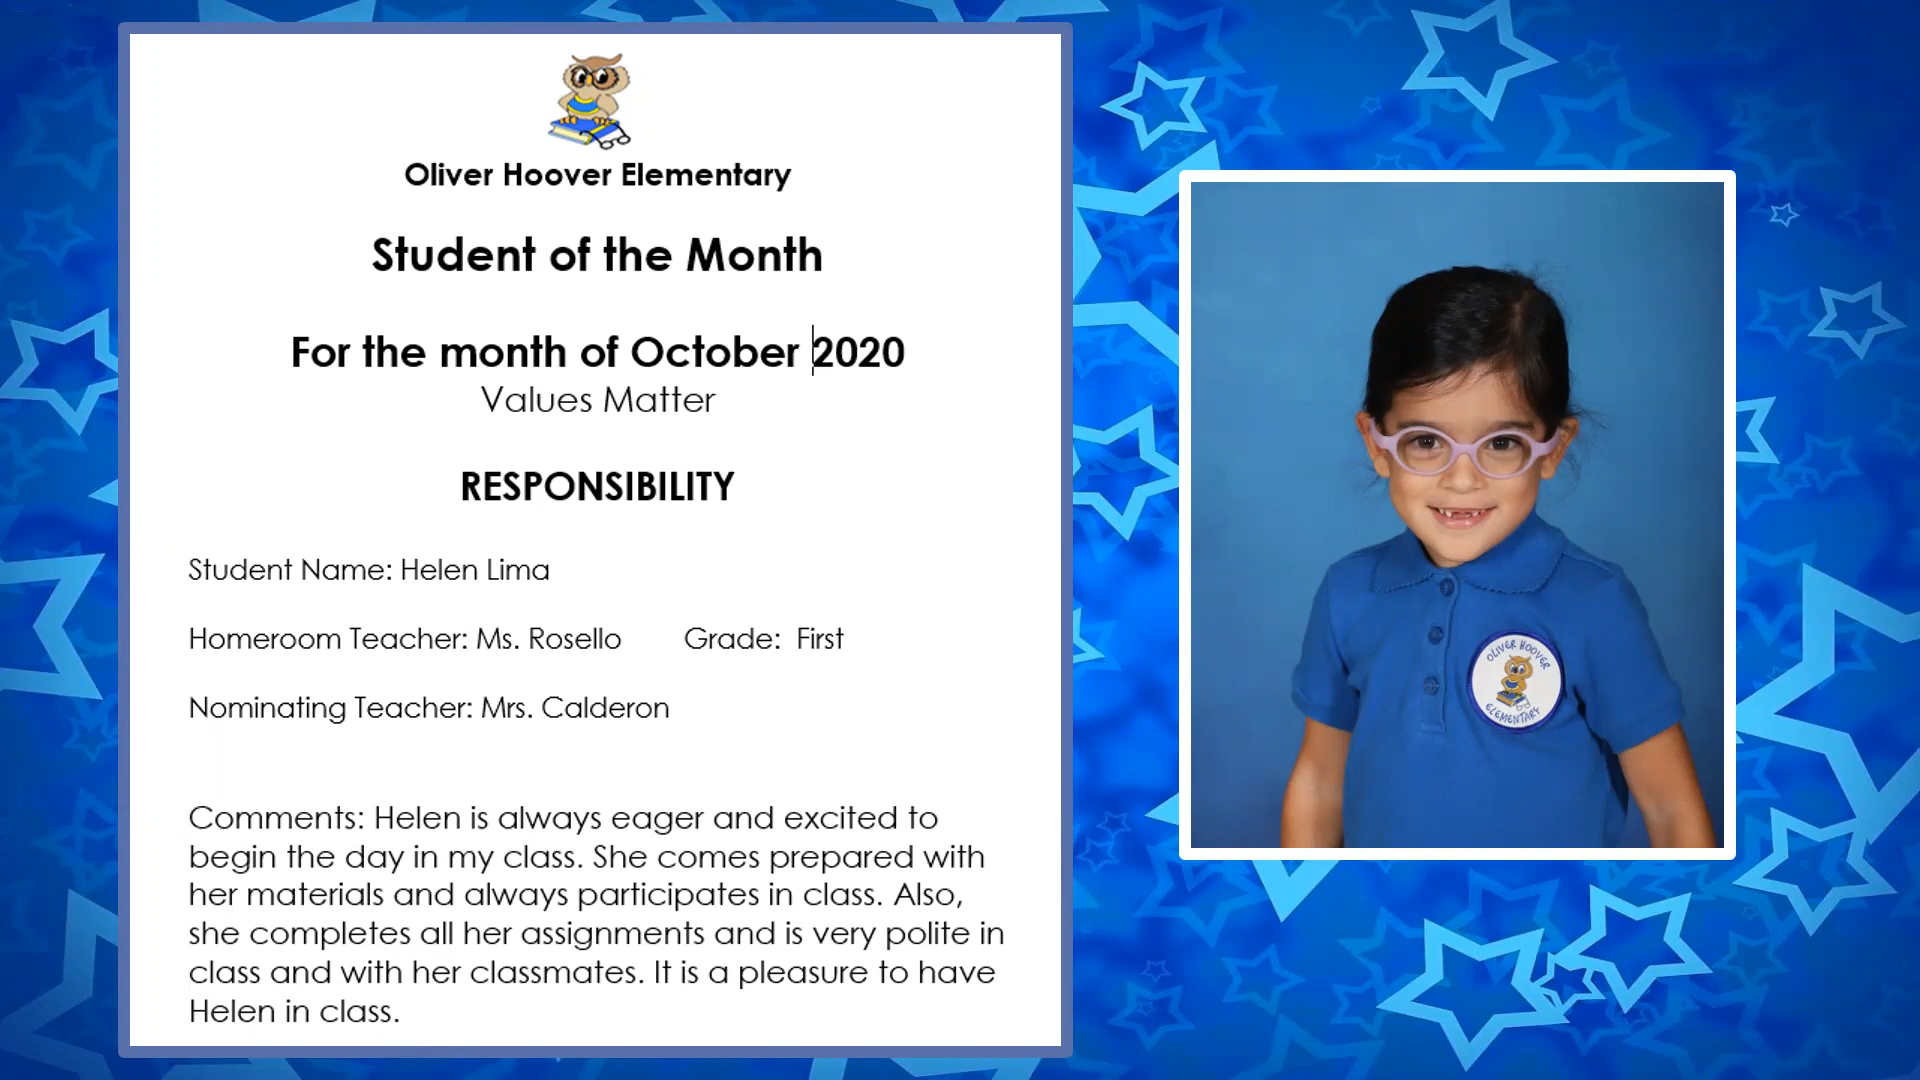 Oliver Hoover Elementary
Student of the Month
For the month of October 2020
Values Matter
RESPONSIBILITY
Student Name: Helen Lima
Homeroom Teacher: Ms. Rosello Grade: First
Nominating Teacher: Mrs. Calderon
Comments: Helen is always eager and excited to
begin the day in my class. She comes prepared with
her materials and always participates in class. Also,
she completes all her assignments and is very polite in
class and with her classmates. It is a pleasure to have
Helen in class.
OLIVER HOOVER
ELEMENTARY